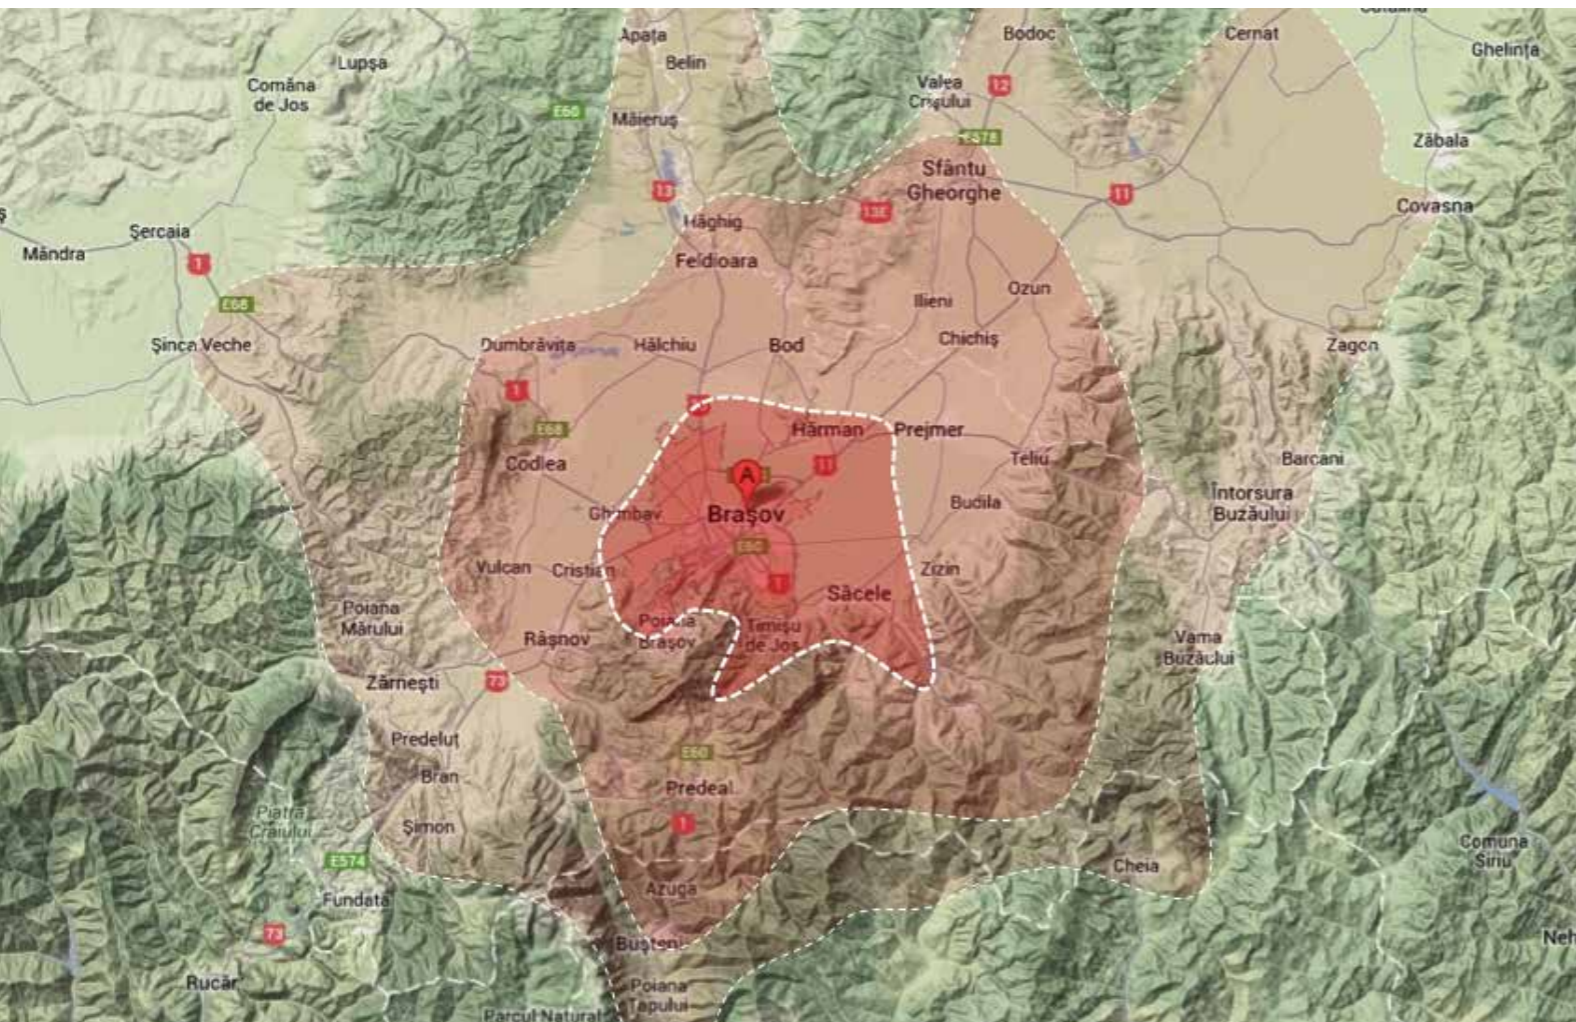 Apața
Lupșa
Belin
Bodoc
Cernat
Ghelința
Comăna
de Jos
Valea
Crișului
12
E60
Măieruș
E578
Zăbala
13
Sfântu
Gheorghe
11
Covasna
13E
Șercaia
Mândra
1
Hăghig
Feldioara
E68
Ilieni
Ozun
Șinca Veche
Dumbrăvița
Hălchiu
Bod
Chichiș
Zagon
1
E68
Hărman
Prejmer
Codlea
A
11
Teliu
Barcani
Ghimbav
Brașov
Budila
Întorsura
Buzăului
E60
Vulcan
Cristian
1
Săcele
Zizin
Poiana
Mărului
Râșnov
Poiana
Brașov
Timișu
de Jos
Vama
Buzăului
Zărnești
73
Predeluț
Bran
E60
Predeal
Piatra
Craiului
Șimon
1
Comuna
Siriu
E574
Fundata
Azuga
Cheia
73
Bușteni
Neh
Rucăr
Poiana
Țapului
Parcul Natural